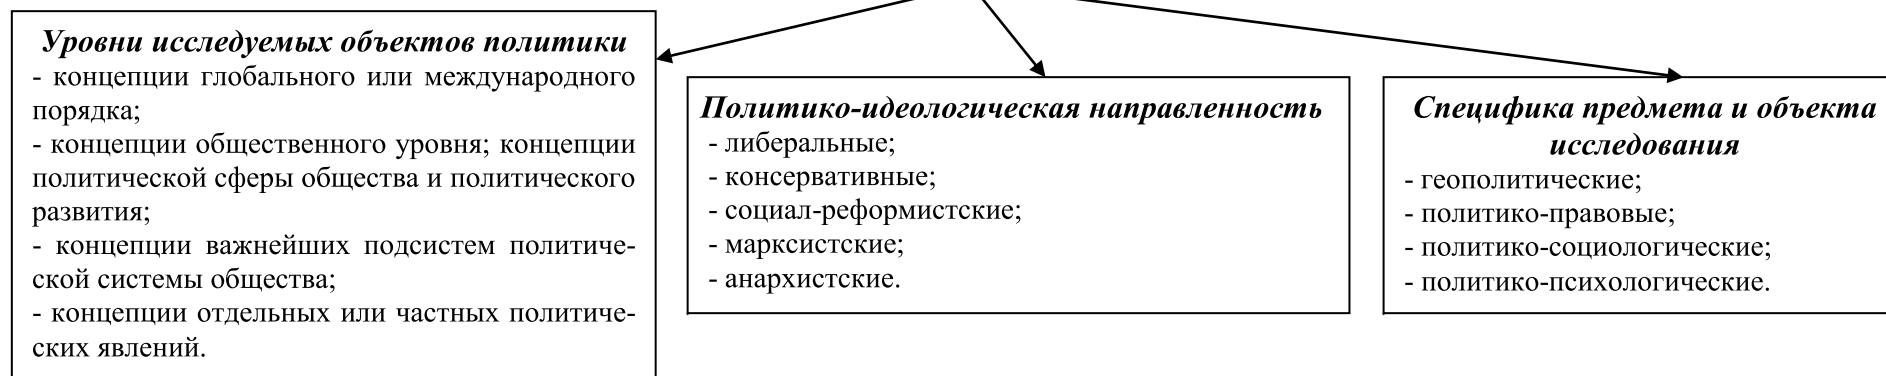 Уровни исследуемых объектов политики
- концепции глобального или международного
порядка;
- концепции общественного уровня; концепции
политической сферы общества и политического
развития;
- концепции важнейших подсистем политиче-
ской системы общества;
- концепции отдельных или частных политиче-
ских явлений.
Политико-идеологическая направленность
- либеральные;
- консервативные;
- социал-реформистские;
- марксистские;
- анархистские.
Специфика предмета и объекта
исследования
- геополитические;
- политико-правовые;
- политико-социологические;
- политико-психологические.